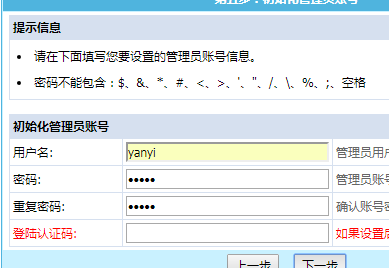 第五步：初始化管理员账号
提示信息
• 请在下面填写您要设置的管理员账号信息。
• 密码不能包含：$、&、*、#、<、>、'、"、/、\、%、;、空格
初始化管理员账号
用户名: yanyi 管理员用户
密码: ••••• 管理员账号
重复密码: ••••• 确认账号密
登陆认证码: 如果设置后
上一步 下一步